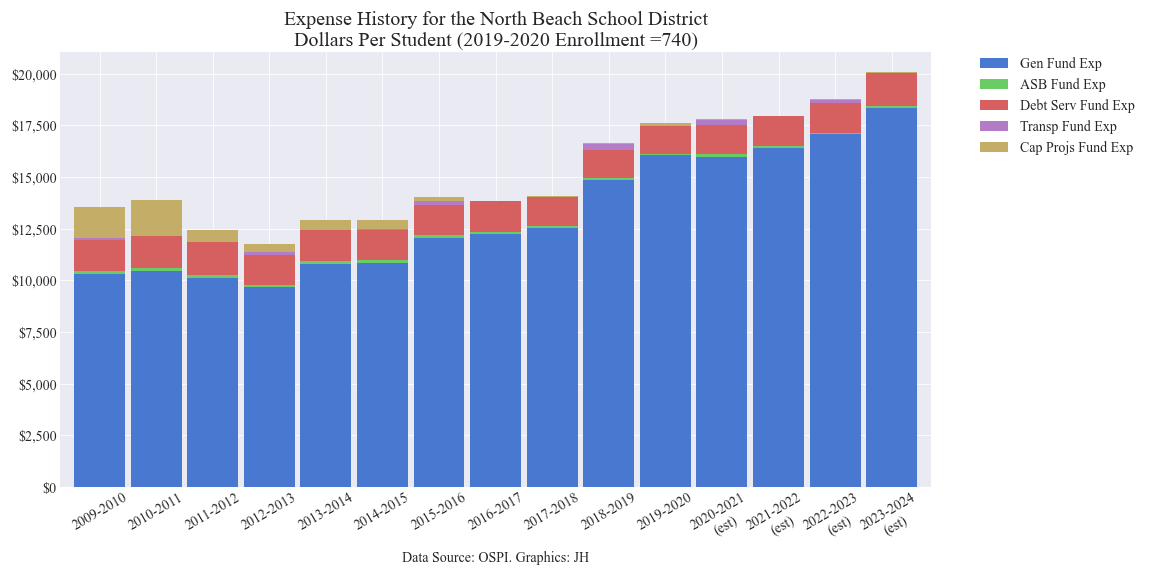 Expense History for the North Beach School District
Dollars Per Student (2019-2020 Enrollment =740)
$20,000
$17,500
$15,000
$12,500
$10,000
$7,500
$5,000
$2,500
$0
2009-2010
2010-2011
2011-2012
2012-2013
2013-2014
2014-2015
2015-2016
2016-2017
2017-2018
2018-2019
2019-2020
2020-2021
(est)
2021-2022
(est)
2022-2023
(est)
2023-2024
(est)
Data Source: OSPI. Graphics: JH
Gen Fund Exp
ASB Fund Exp
Debt Serv Fund Exp
Transp Fund Exp
Cap Projs Fund Exp